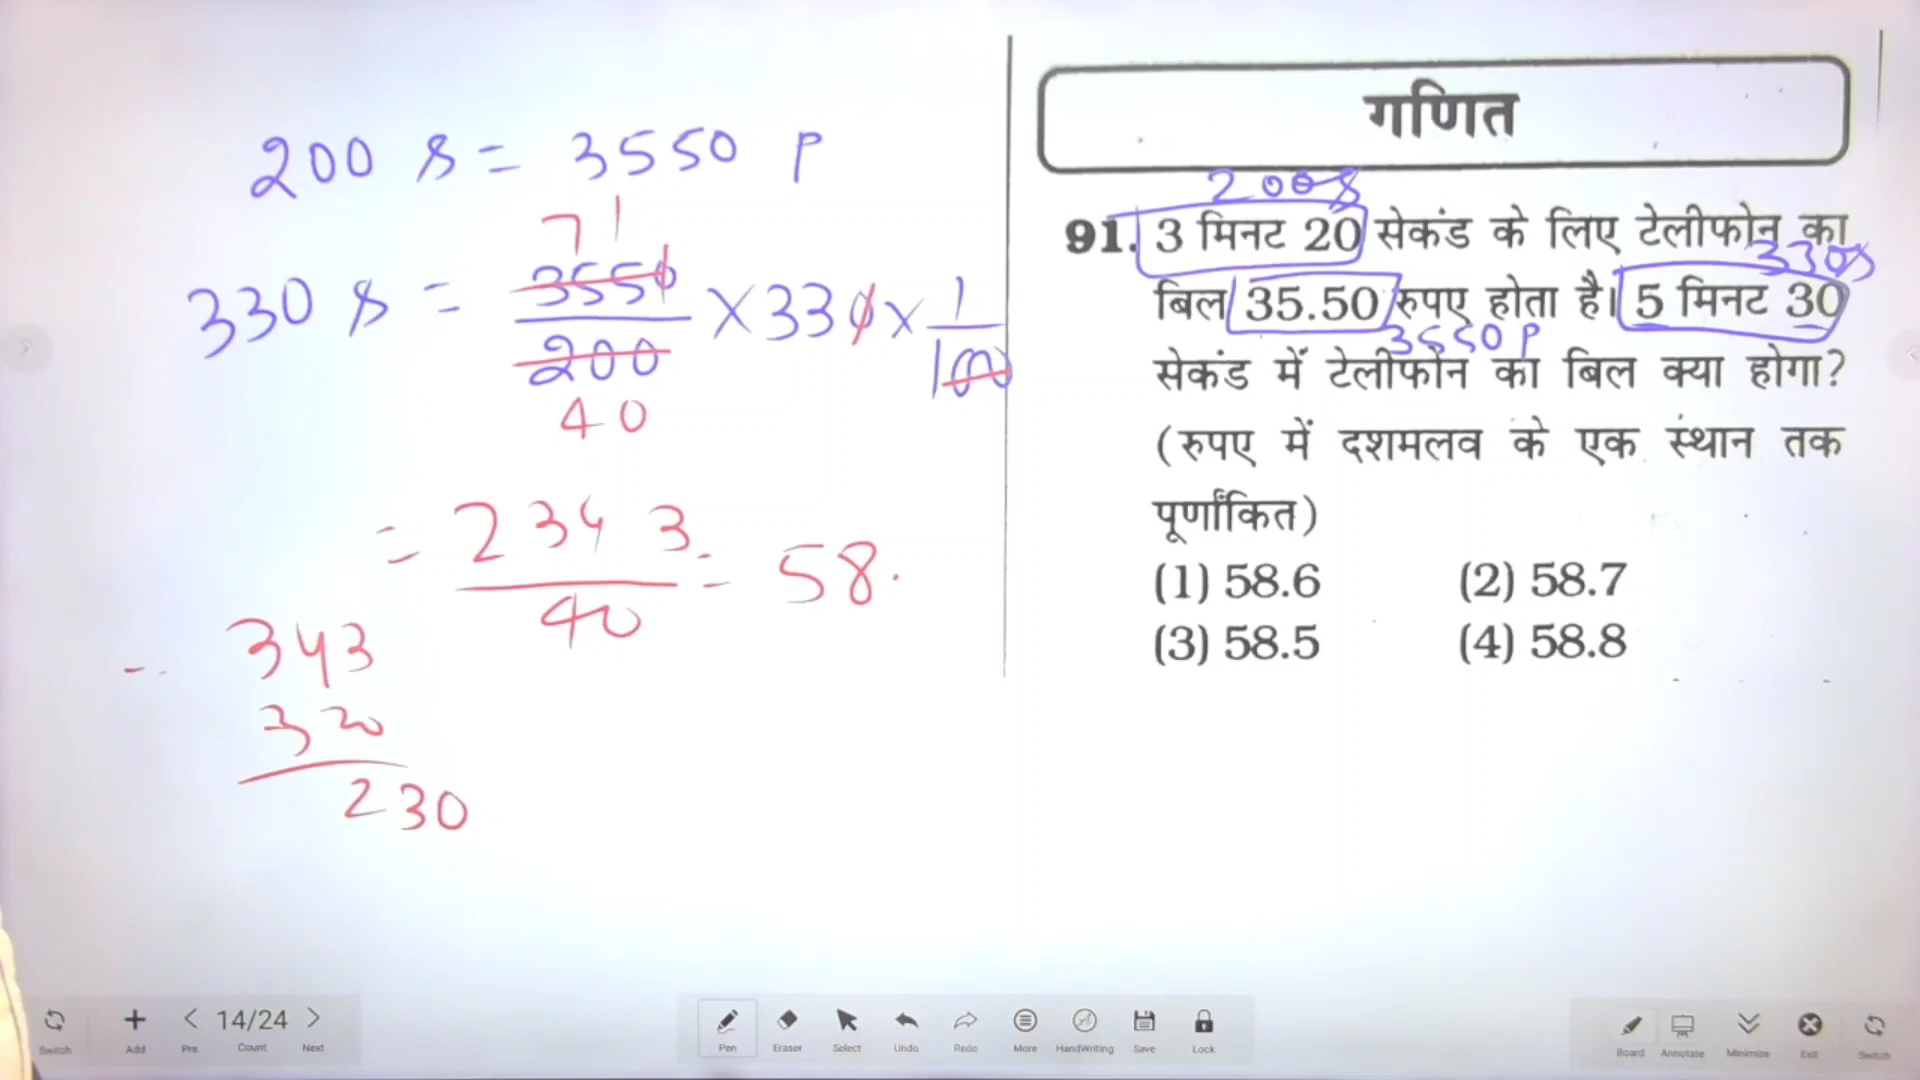 200 s = 3550 P
71
330 s = 3550/200 × 330 × 1/100
40
= 2343/40 = 58.
343
320
230
गणित
200s
91. 3 मिनट 20 सेकंड के लिए टेलीफोन का
330s
बिल 35.50 रुपए होता है। 5 मिनट 30
3550 P
सेकंड में टेलीफोन का बिल क्या होगा?
(रुपए में दशमलव के एक स्थान तक
पूर्णांकित)
(1) 58.6 (2) 58.7
(3) 58.5 (4) 58.8
14/24
Switch Add Pre Count Next Pen Eraser Select Undo Redo More HandWriting Save Lock Board Annotate Minimize Exit Switch